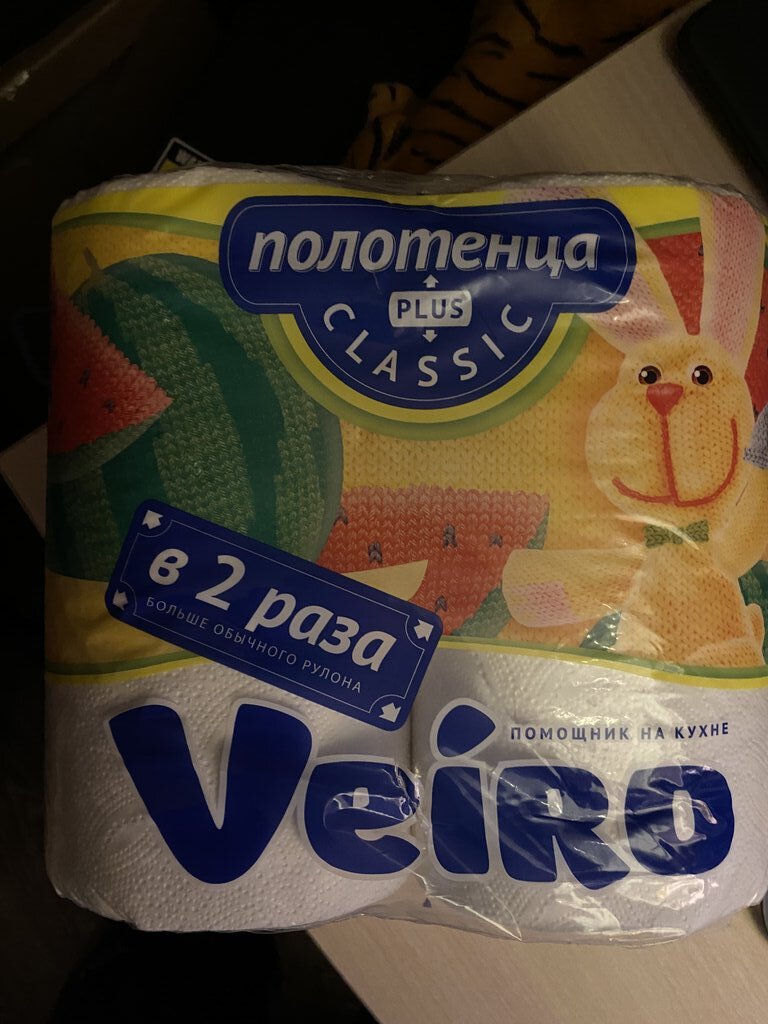 полотенца
PLUS
CLASSIC
в 2 раза
БОЛЬШЕ ОБЫЧНОГО РУЛОНА
ПОМОЩНИК НА КУХНЕ
Veiro